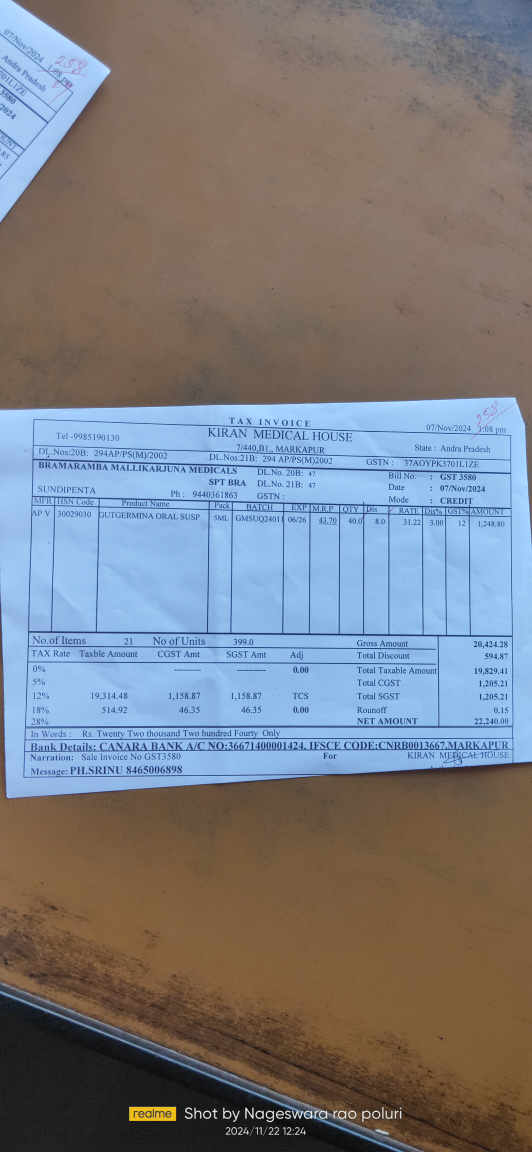 07/Nov/2024 1:08 pm
258
Andra Pradesh
701L1ZE
3580
2024
OUNT
TAX INVOICE
Tel -9985190130
KIRAN MEDICAL HOUSE
07/Nov/2024 1:08 pm
258
7/440,B1,, MARKAPUR
State : Andra Pradesh
DL.Nos:20B: 294AP/PS(M)/2002
DL.Nos:21B: 294 AP/PS(M)2002
GSTN : 37AOYPK3701L1ZE
BRAMARAMBA MALLIKARJUNA MEDICALS
DL.No. 20B: 47
Bill No. : GST 3580
SPT BRA DL.No. 21B: 47
Date : 07/Nov/2024
SUNDIPENTA Ph : 9440361863 GSTN :
Mode : CREDIT
MFR HSN Code Product Name Pack BATCH EXP M.R.P QTY Dis RATE Dis% GST% AMOUNT
AP V 30029030 GUTGERMINA ORAL SUSP 5ML GMSUQ24011 06/26 43.70 40.0 8.0 31.22 3.00 12 1,248.80
No.of Items 21 No of Units 399.0 Gross Amount 20,424.28
TAX Rate Taxble Amount CGST Amt SGST Amt Adj Total Discount 594.87
0% --------- --------- 0.00 Total Taxable Amount 19,829.41
5% Total CGST 1,205.21
12% 19,314.48 1,158.87 1,158.87 TCS Total SGST 1,205.21
18% 514.92 46.35 46.35 0.00 Rounoff 0.15
28% NET AMOUNT 22,240.00
In Words : Rs. Twenty Two thousand Two hundred Fourty Only
Bank Details: CANARA BANK A/C NO:36671400001424, IFSCE CODE:CNRB0013667,MARKAPUR
Narration: Sale Invoice No GST3580 For KIRAN MEDICAL HOUSE
Message: PH.SRINU 8465006898
realme Shot by Nageswara rao poluri
2024/11/22 12:24